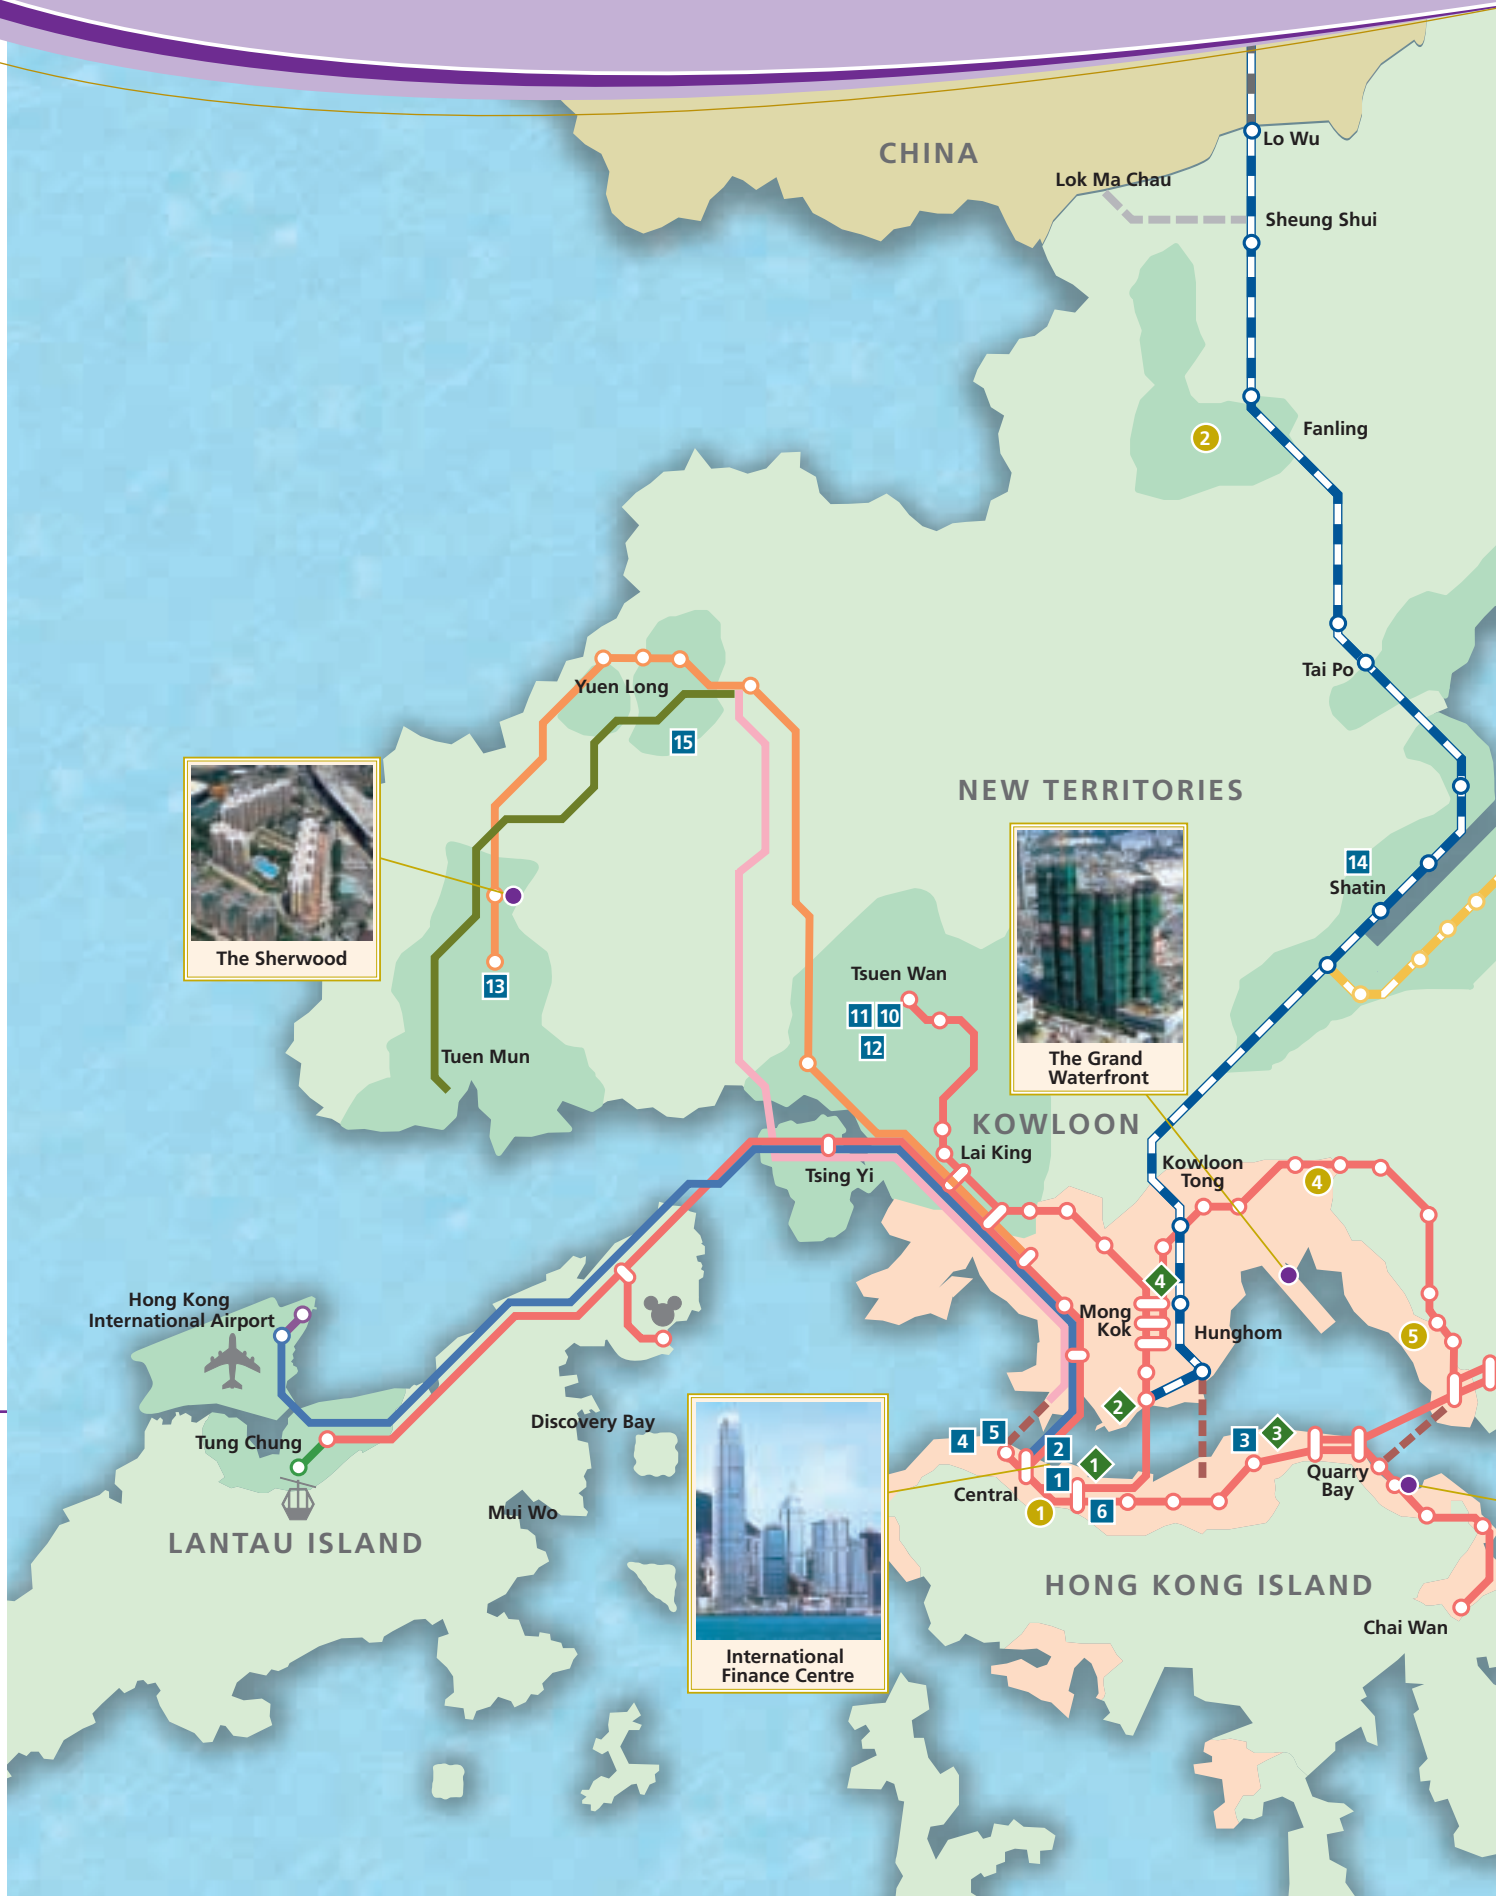 CHINA
Lo Wu
Lok Ma Chau
Sheung Shui
2
Fanling
Tai Po
Yuen Long
15
NEW TERRITORIES
14
Shatin
The Sherwood
13
Tsuen Wan
11 10
12
The Grand
Waterfront
Tuen Mun
KOWLOON
Lai King
Kowloon
Tong
Tsing Yi
4
4
Hong Kong
International Airport
Mong
Kok
Hunghom
5
2
Discovery Bay
Tung Chung
4 5
2
1
3 3
1
Quarry
Bay
Central
1
6
Mui Wo
LANTAU ISLAND
HONG KONG ISLAND
Chai Wan
International
Finance Centre